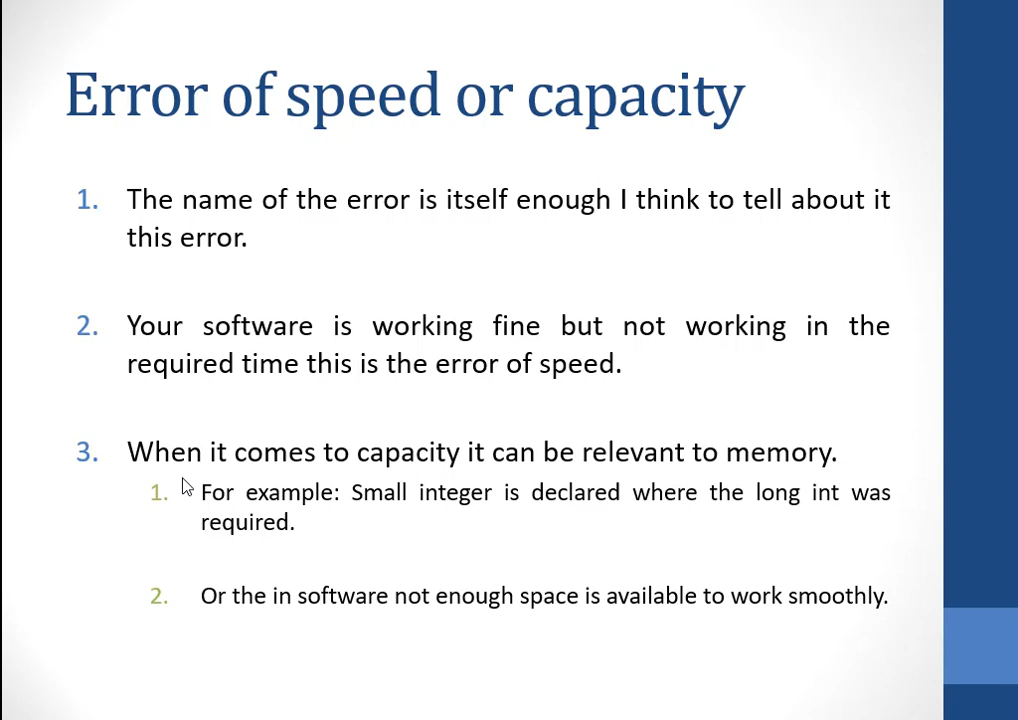 Error of speed or capacity
1. The name of the error is itself enough I think to tell about it
this error.
2. Your software is working fine but not working in the
required time this is the error of speed.
3. When it comes to capacity it can be relevant to memory.
1. For example: Small integer is declared where the long int was
required.
2. Or the in software not enough space is available to work smoothly.